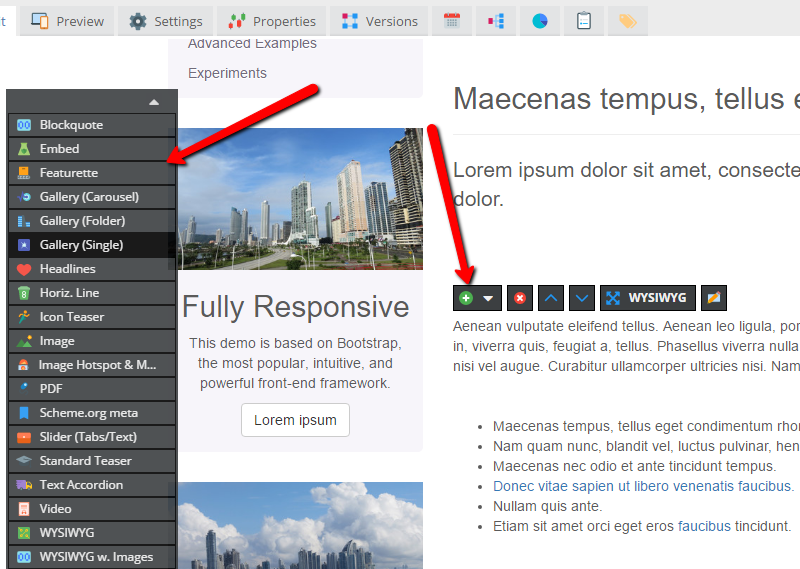 t Preview Settings Properties Versions
Advanced Examples
Experiments
Blockquote
Embed
Featurette
Gallery (Carousel)
Gallery (Folder)
Gallery (Single)
Headlines
Horiz. Line
Icon Teaser
Image
Image Hotspot & M...
PDF
Scheme.org meta
Slider (Tabs/Text)
Standard Teaser
Text Accordion
Video
WYSIWYG
WYSIWYG w. Images
Fully Responsive
This demo is based on Bootstrap,
the most popular, intuitive, and
powerful front-end framework.
Lorem ipsum
Maecenas tempus, tellus e
Lorem ipsum dolor sit amet, consecte
dolor.
WYSIWYG
Aenean vulputate eleifend tellus. Aenean leo ligula, por
in, viverra quis, feugiat a, tellus. Phasellus viverra nulla
nisi vel augue. Curabitur ullamcorper ultricies nisi. Nam
Maecenas tempus, tellus eget condimentum rhon
Nam quam nunc, blandit vel, luctus pulvinar, hen
Maecenas nec odio et ante tincidunt tempus.
Donec vitae sapien ut libero venenatis faucibus.
Nullam quis ante.
Etiam sit amet orci eget eros faucibus tincidunt.